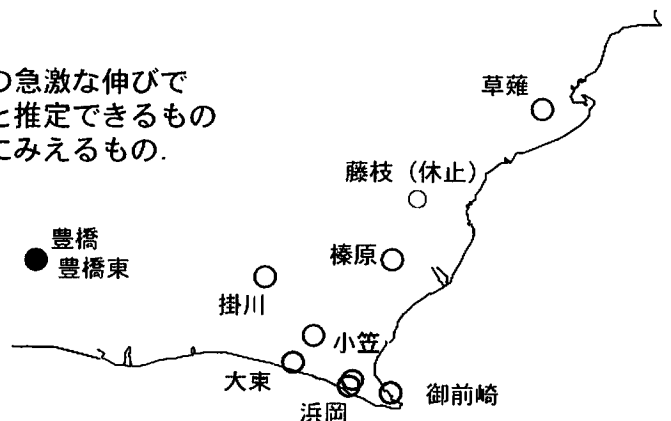 の急激な伸びで
と推定できるもの
にみえるもの.
草薙
藤枝（休止）
豊橋
豊橋東
榛原
掛川
小笠
大東
浜岡
御前崎